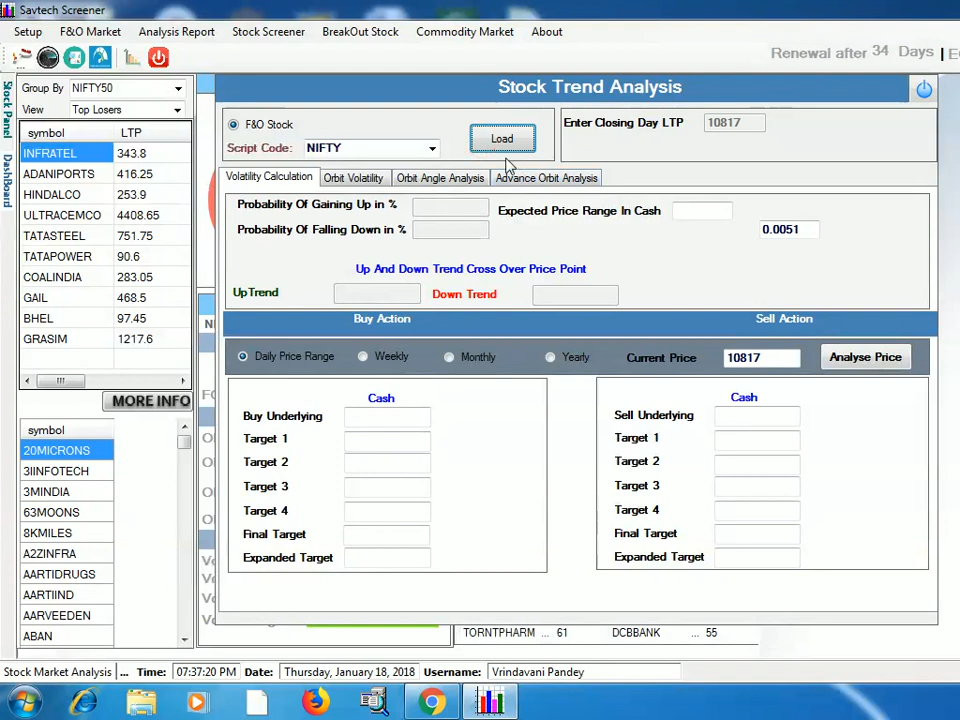 Savtech Screener
Setup F&O Market Analysis Report Stock Screener BreakOut Stock Commodity Market About
Renewal after 34 Days |
Stock Panel
DashBoard
Group By NIFTY50
View Top Losers
symbol LTP
INFRATEL 343.8
ADANIPORTS 416.25
HINDALCO 253.9
ULTRACEMCO 4408.65
TATASTEEL 751.75
TATAPOWER 90.6
COALINDIA 283.05
GAIL 468.5
BHEL 97.45
GRASIM 1217.6
MORE INFO
symbol
20MICRONS
3IINFOTECH
3MINDIA
63MOONS
8KMILES
A2ZINFRA
AARTIDRUGS
AARTIIND
AARVEEDEN
ABAN
Stock Trend Analysis
F&O Stock
Script Code: NIFTY
Load
Enter Closing Day LTP 10817
Volatility Calculation Orbit Volatility Orbit Angle Analysis Advance Orbit Analysis
Probability Of Gaining Up in % Expected Price Range In Cash
Probability Of Falling Down in % 0.0051
Up And Down Trend Cross Over Price Point
UpTrend Down Trend
Buy Action Sell Action
Daily Price Range Weekly Monthly Yearly Current Price 10817 Analyse Price
Cash Cash
Buy Underlying Sell Underlying
Target 1 Target 1
Target 2 Target 2
Target 3 Target 3
Target 4 Target 4
Final Target Final Target
Expanded Target Expanded Target
TORNTPHARM ... 61 DCBBANK ... 55
Stock Market Analysis ... Time: 07:37:20 PM Date: Thursday, January 18, 2018 Username: Vrindavani Pandey